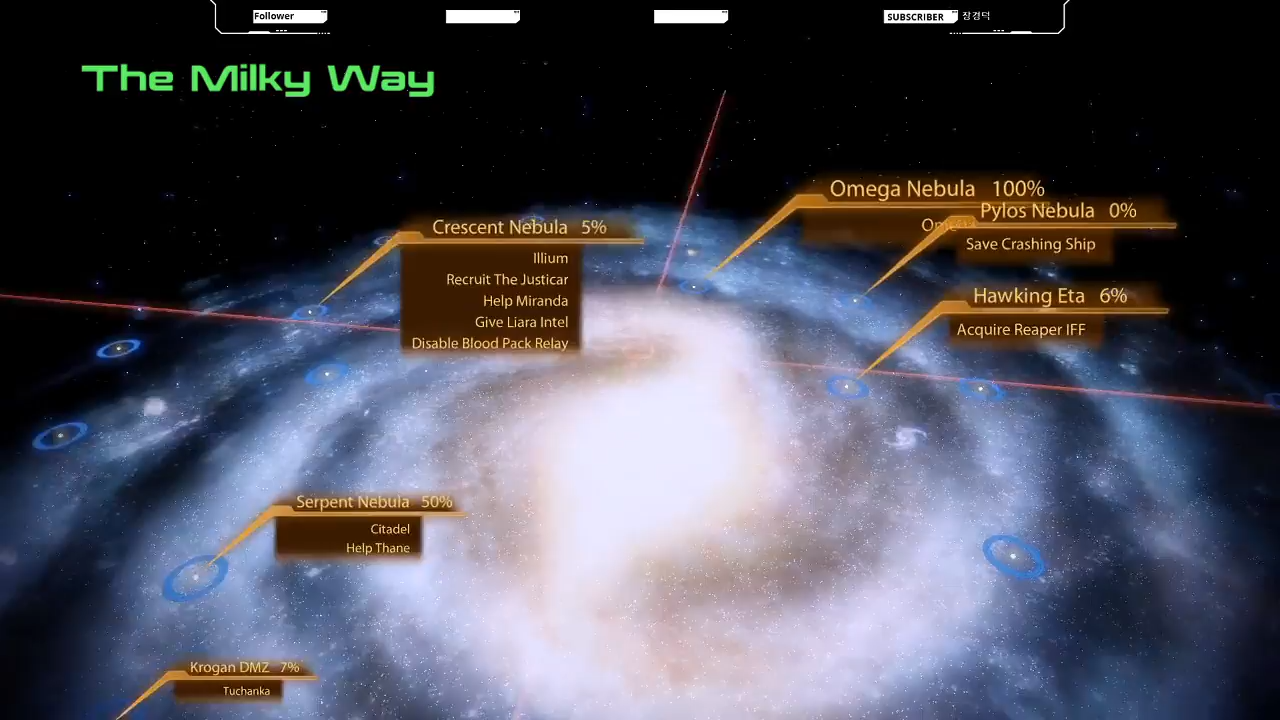 Follower
SUBSCRIBER 장경덕
The Milky Way
Omega Nebula 100%
Pylos Nebula 0%
Save Crashing Ship
Crescent Nebula 5%
Illium
Recruit The Justicar
Help Miranda
Give Liara Intel
Disable Blood Pack Relay
Hawking Eta 6%
Acquire Reaper IFF
Serpent Nebula 50%
Citadel
Help Thane
Krogan DMZ 7%
Tuchanka